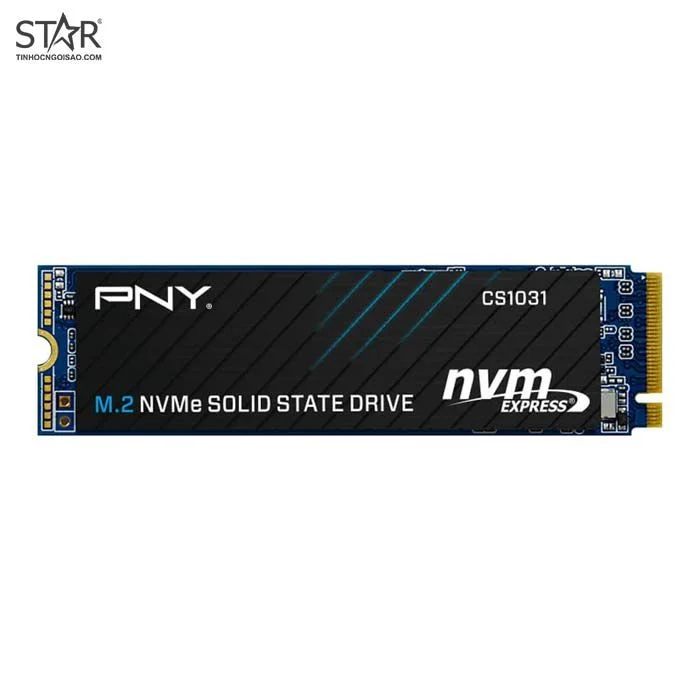 STAR®
TINHOCNGOISAO.COM
PNY®
CS1031
nvm
EXPRESS®
M.2 NVMe SOLID STATE DRIVE